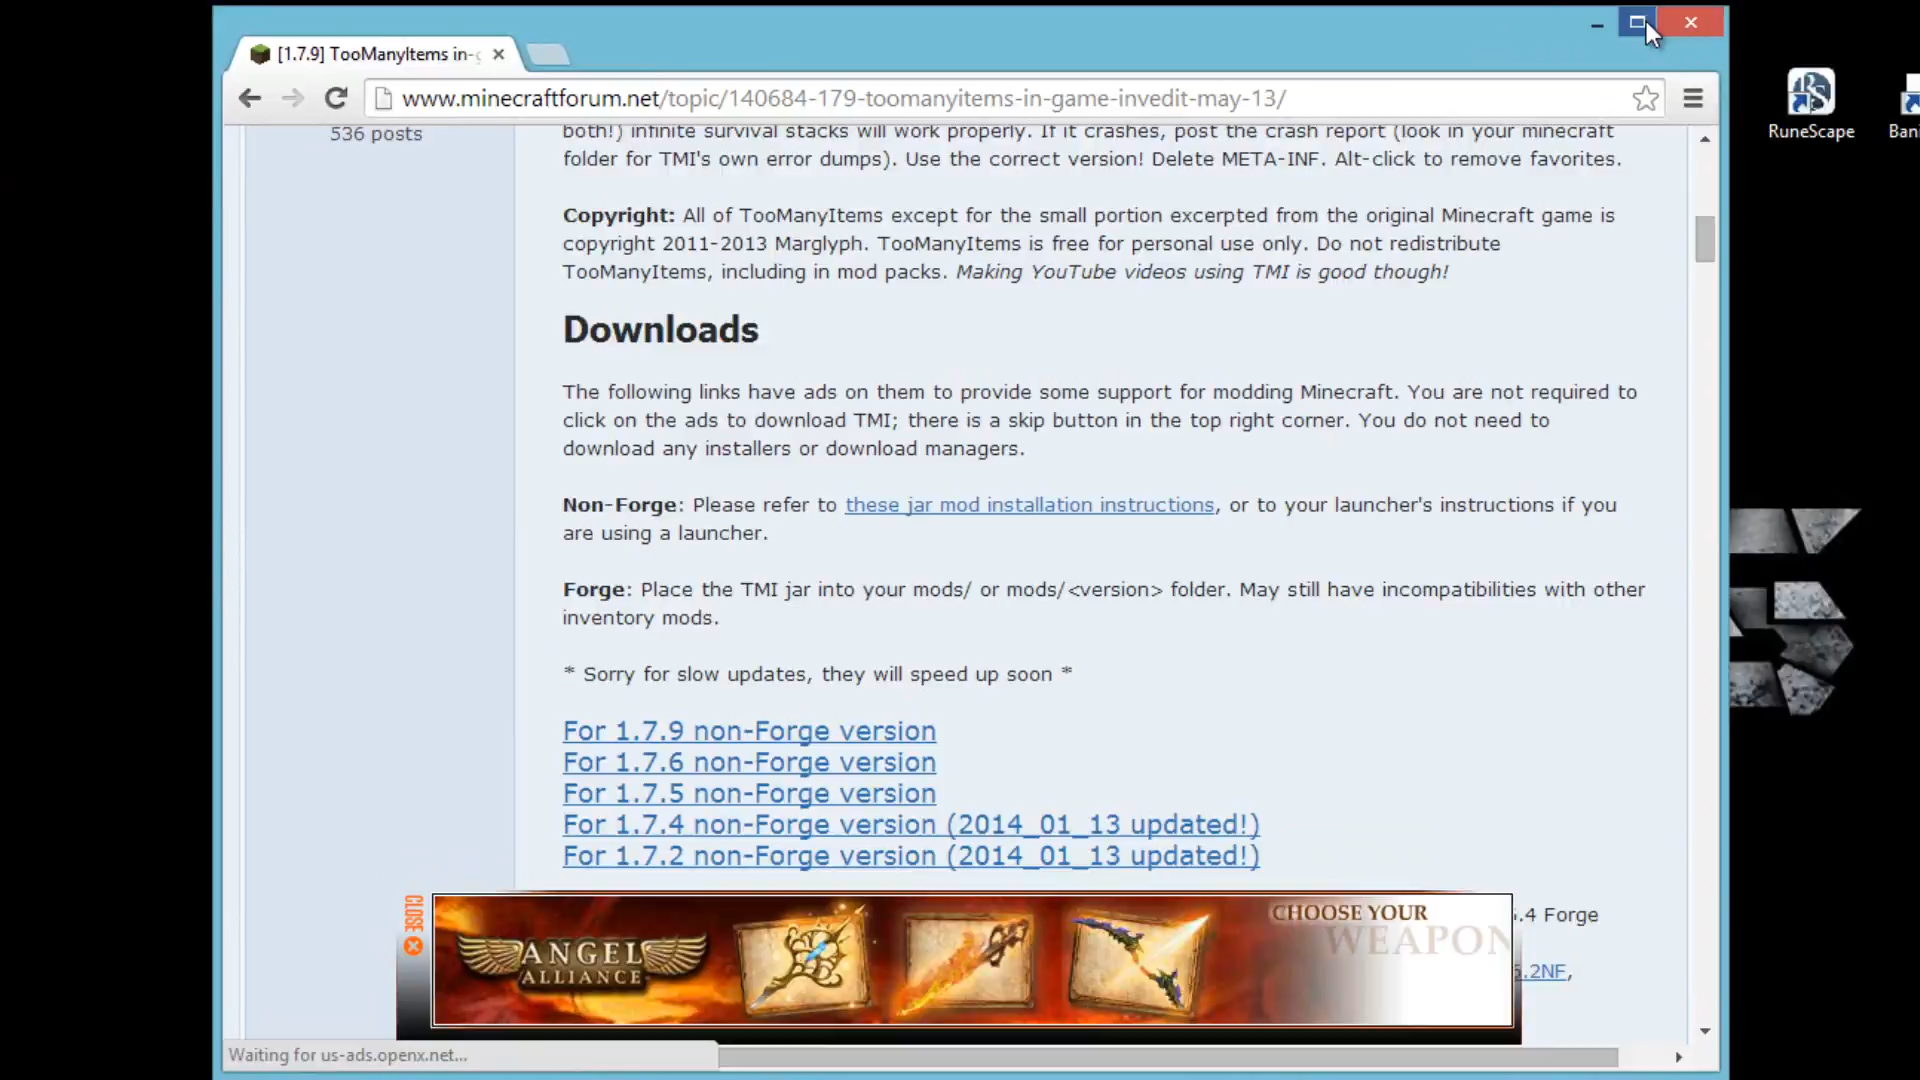 [1.7.9] TooManyItems in-g
www.minecraftforum.net/topic/140684-179-toomanyitems-in-game-invedit-may-13/
RuneScape
Bani
536 posts
both!) infinite survival stacks will work properly. If it crashes, post the crash report (look in your minecraft
folder for TMI's own error dumps). Use the correct version! Delete META-INF. Alt-click to remove favorites.
Copyright: All of TooManyItems except for the small portion excerpted from the original Minecraft game is
copyright 2011-2013 Marglyph. TooManyItems is free for personal use only. Do not redistribute
TooManyItems, including in mod packs. Making YouTube videos using TMI is good though!
Downloads
The following links have ads on them to provide some support for modding Minecraft. You are not required to
click on the ads to download TMI; there is a skip button in the top right corner. You do not need to
download any installers or download managers.
Non-Forge: Please refer to these jar mod installation instructions, or to your launcher's instructions if you
are using a launcher.
Forge: Place the TMI jar into your mods/ or mods/<version> folder. May still have incompatibilities with other
inventory mods.
* Sorry for slow updates, they will speed up soon *
For 1.7.9 non-Forge version
For 1.7.6 non-Forge version
For 1.7.5 non-Forge version
For 1.7.4 non-Forge version (2014_01_13 updated!)
For 1.7.2 non-Forge version (2014_01_13 updated!)
.4 Forge
5.2NF,
CLOSE
ANGEL
ALLIANCE
CHOOSE YOUR
WEAPON
Waiting for us-ads.openx.net...